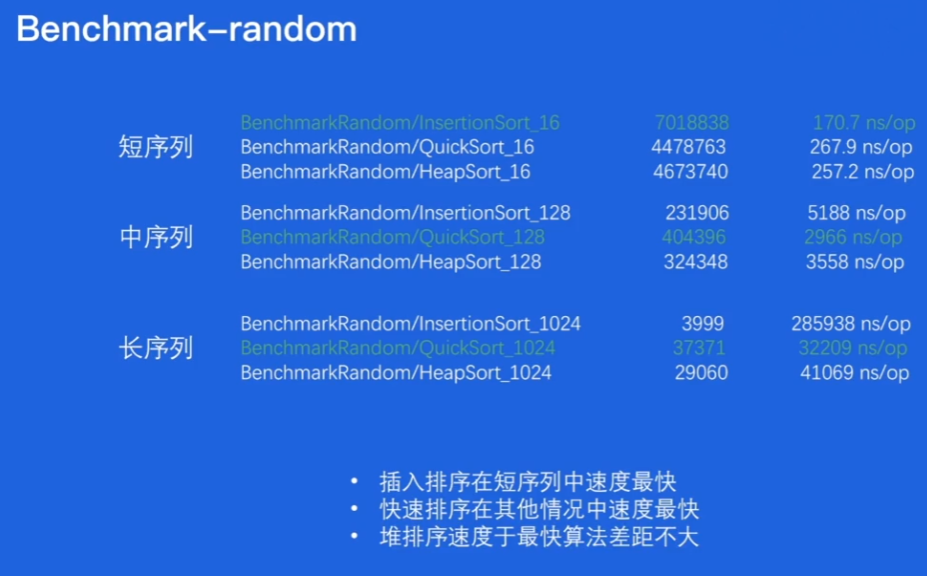 Benchmark-random
短序列
BenchmarkRandom/InsertionSort_16 7018838 170.7 ns/op
BenchmarkRandom/QuickSort_16 4478763 267.9 ns/op
BenchmarkRandom/HeapSort_16 4673740 257.2 ns/op
中序列
BenchmarkRandom/InsertionSort_128 231906 5188 ns/op
BenchmarkRandom/QuickSort_128 404396 2966 ns/op
BenchmarkRandom/HeapSort_128 324348 3558 ns/op
长序列
BenchmarkRandom/InsertionSort_1024 3999 285938 ns/op
BenchmarkRandom/QuickSort_1024 37371 32209 ns/op
BenchmarkRandom/HeapSort_1024 29060 41069 ns/op
• 插入排序在短序列中速度最快
• 快速排序在其他情况中速度最快
• 堆排序速度于最快算法差距不大